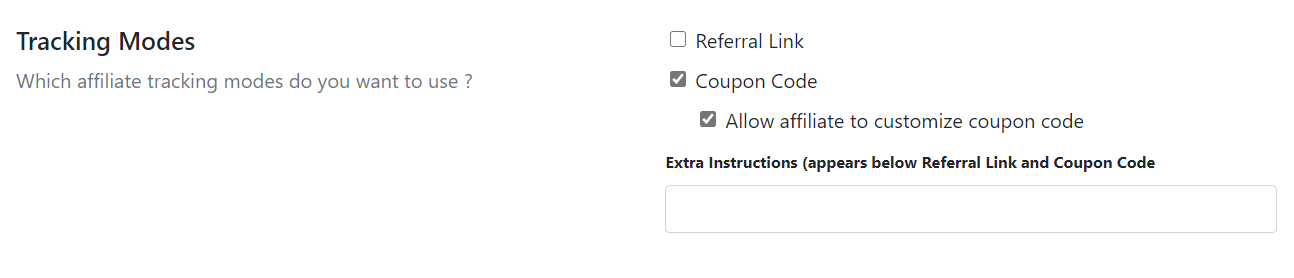 Tracking Modes
Which affiliate tracking modes do you want to use ?
Referral Link
Coupon Code
Allow affiliate to customize coupon code
Extra Instructions (appears below Referral Link and Coupon Code